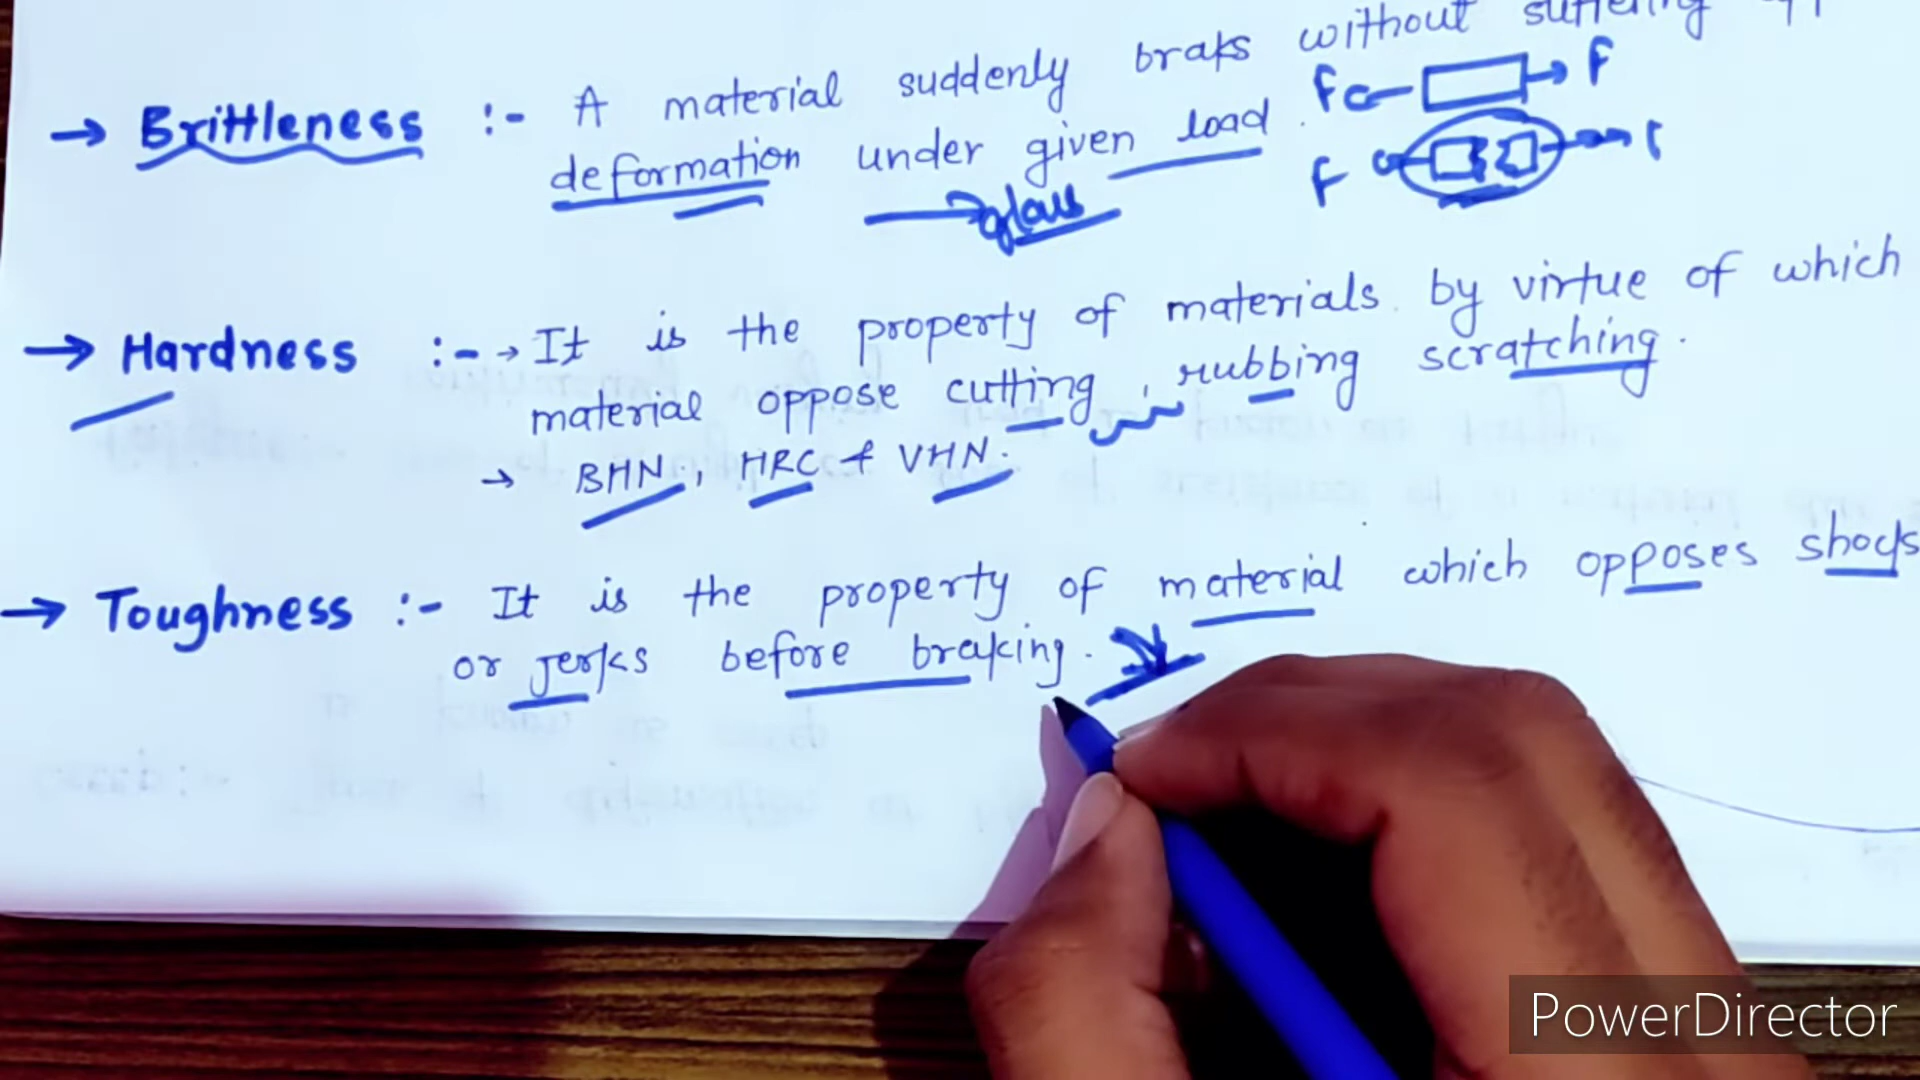 → Brittleness :- A material suddenly braks without suffering
deformation under given load.
F F
F
→ glass
→ Hardness :- → It is the property of materials by virtue of which
material oppose cutting, rubbing scratching.
→ BHN, HRC & VHN.
→ Toughness :- It is the property of material which opposes shocks
or jerks before braking.
PowerDirector